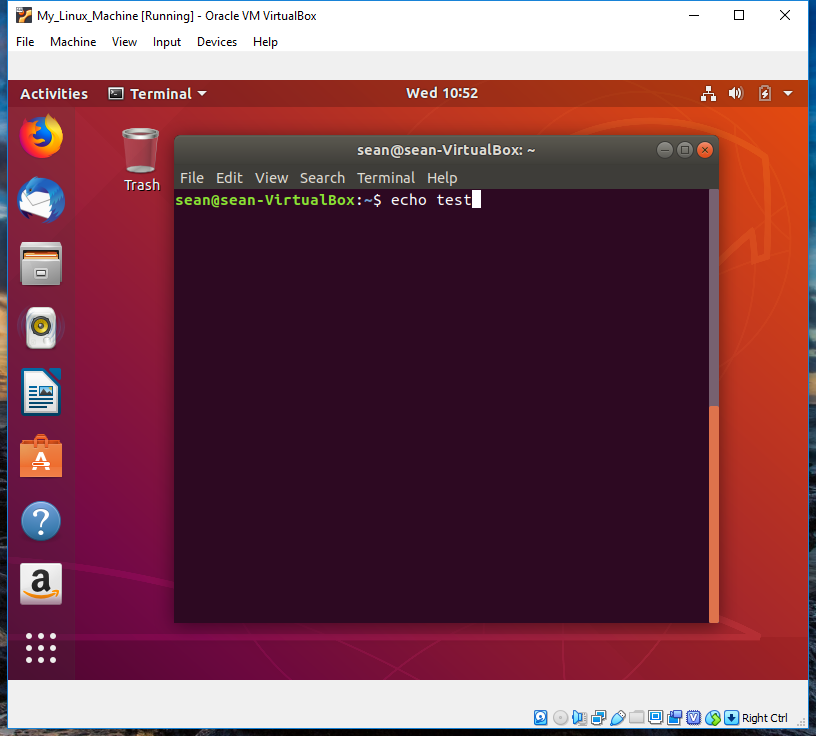 My_Linux_Machine [Running] - Oracle VM VirtualBox
File Machine View Input Devices Help
Activities Terminal Wed 10:52
Trash
sean@sean-VirtualBox: ~
File Edit View Search Terminal Help
sean@sean-VirtualBox:~$ echo test
A
?
a
V
Right Ctrl